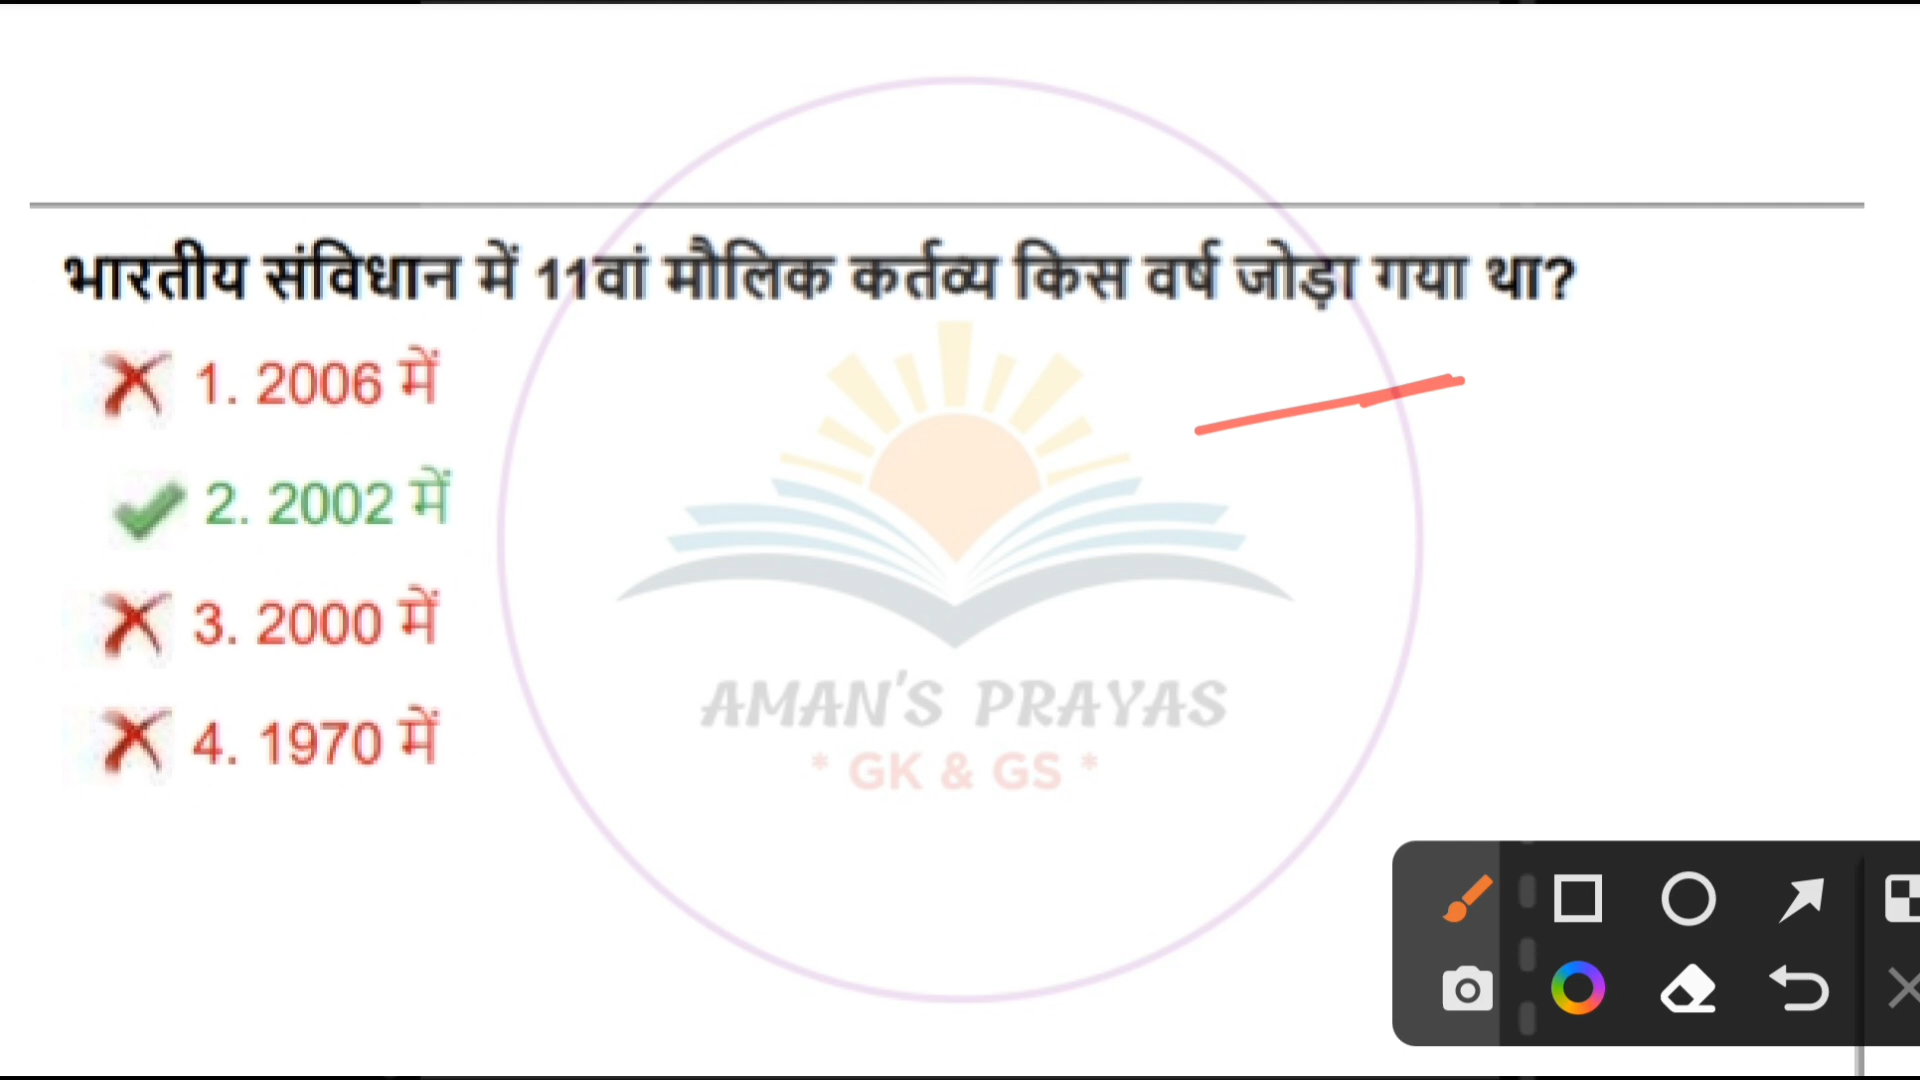 भारतीय संविधान में 11वां मौलिक कर्तव्य किस वर्ष जोड़ा गया था?
1. 2006 में
2. 2002 में
3. 2000 में
4. 1970 में
AMAN'S PRAYAS
* GK & GS *